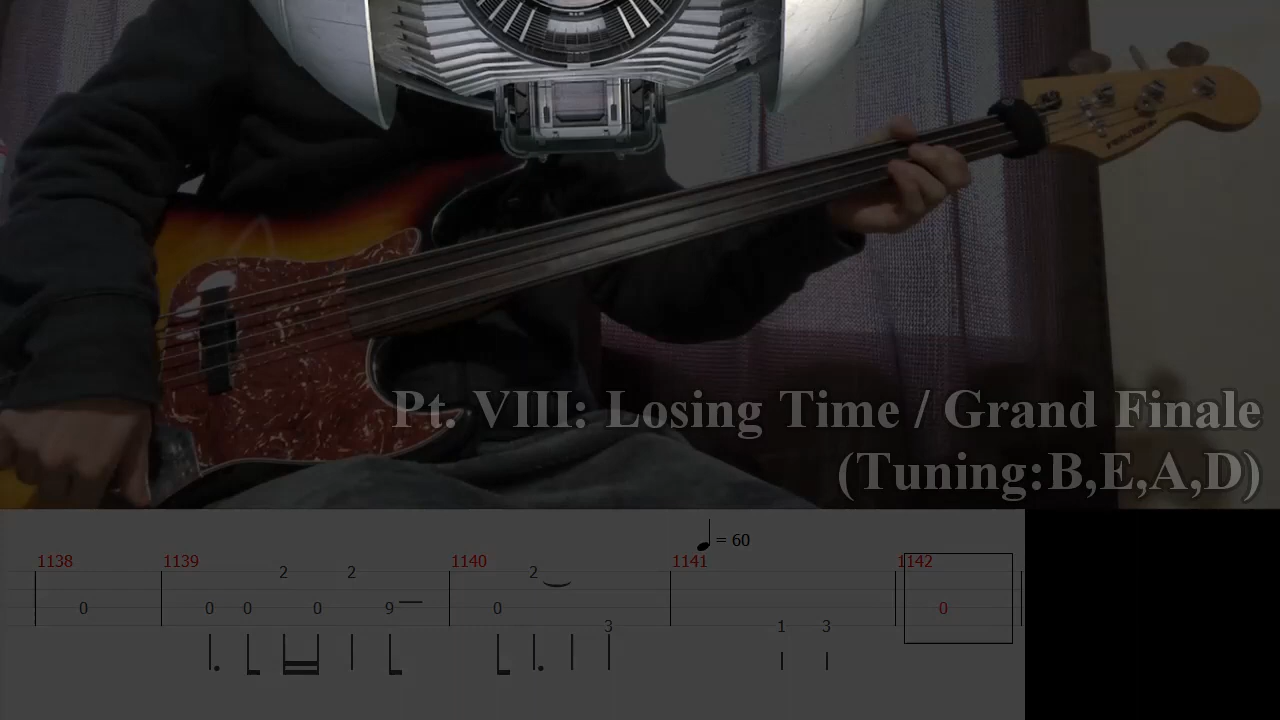 Pt. VIII: Losing Time / Grand Finale
(Tuning:B,E,A,D)
= 60
1138 1139 1140 1141 1142
2 2 2
0 0 0 0 9 0 0
3 1 3